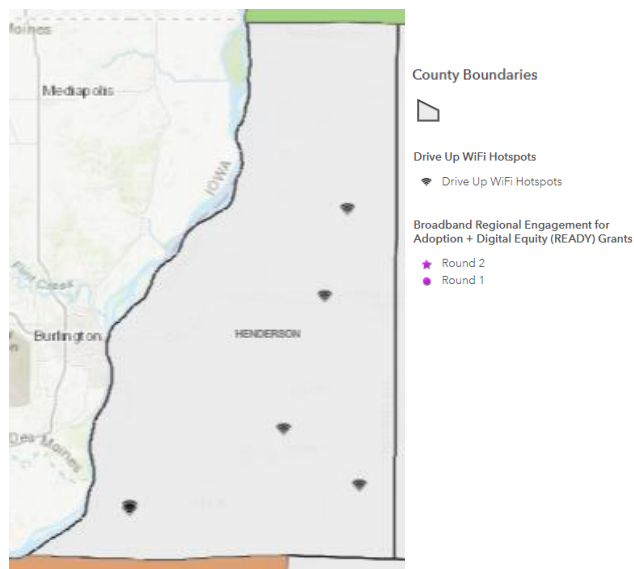 Moines
Mediapolis
IOWA
Flint Creek
Burlington
on
HENDERSON
Des Moines
County Boundaries
Drive Up WiFi Hotspots
Drive Up WiFi Hotspots
Broadband Regional Engagement for
Adoption + Digital Equity (READY) Grants
Round 2
Round 1